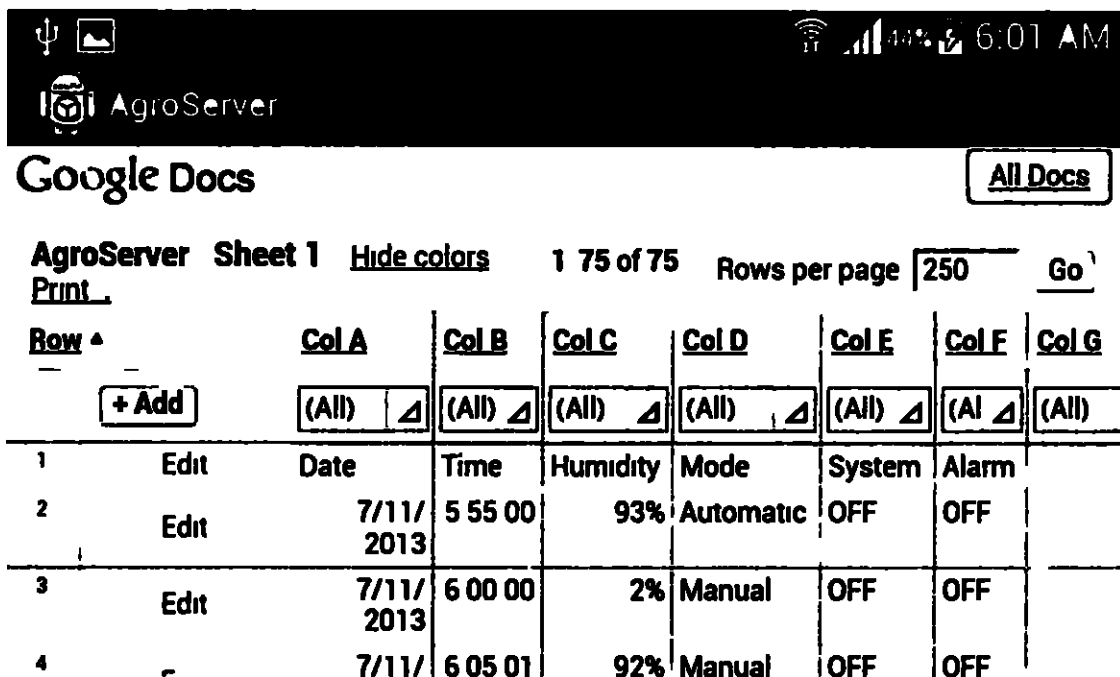 44% 6:01 AM
AgroServer
Google Docs All Docs
AgroServer Sheet 1 Hide colors 1 75 of 75 Rows per page 250 Go
Print
Row ▲ Col A Col B Col C Col D Col E Col F Col G
+ Add (All) (All) (All) (All) (All) (Al (All)
1 Edit Date Time Humidity Mode System Alarm
2 Edit 7/11/ 5 55 00 93% Automatic OFF OFF
2013
3 Edit 7/11/ 6 00 00 2% Manual OFF OFF
2013
4 7/11/ 6 05 01 92% Manual OFF OFF